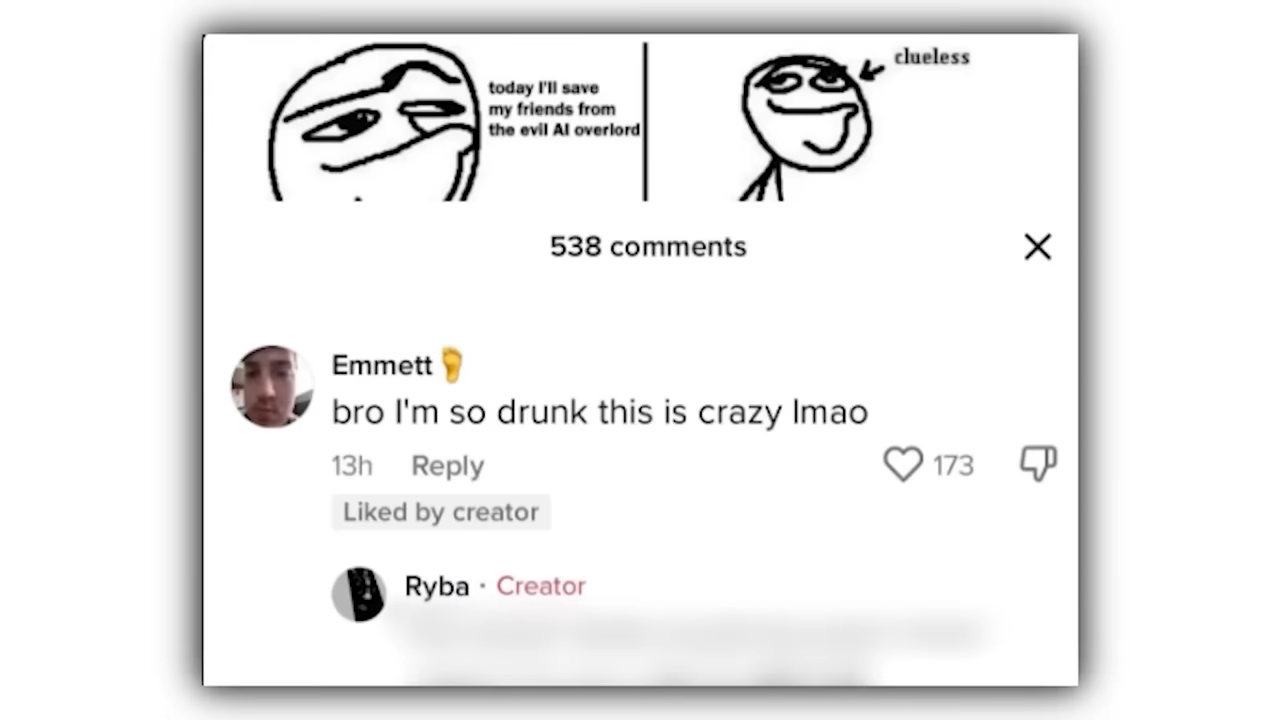 today I'll save
my friends from
the evil AI overlord
clueless
538 comments
Emmett🦶
bro I'm so drunk this is crazy lmao
13h Reply 173
Liked by creator
Ryba · Creator